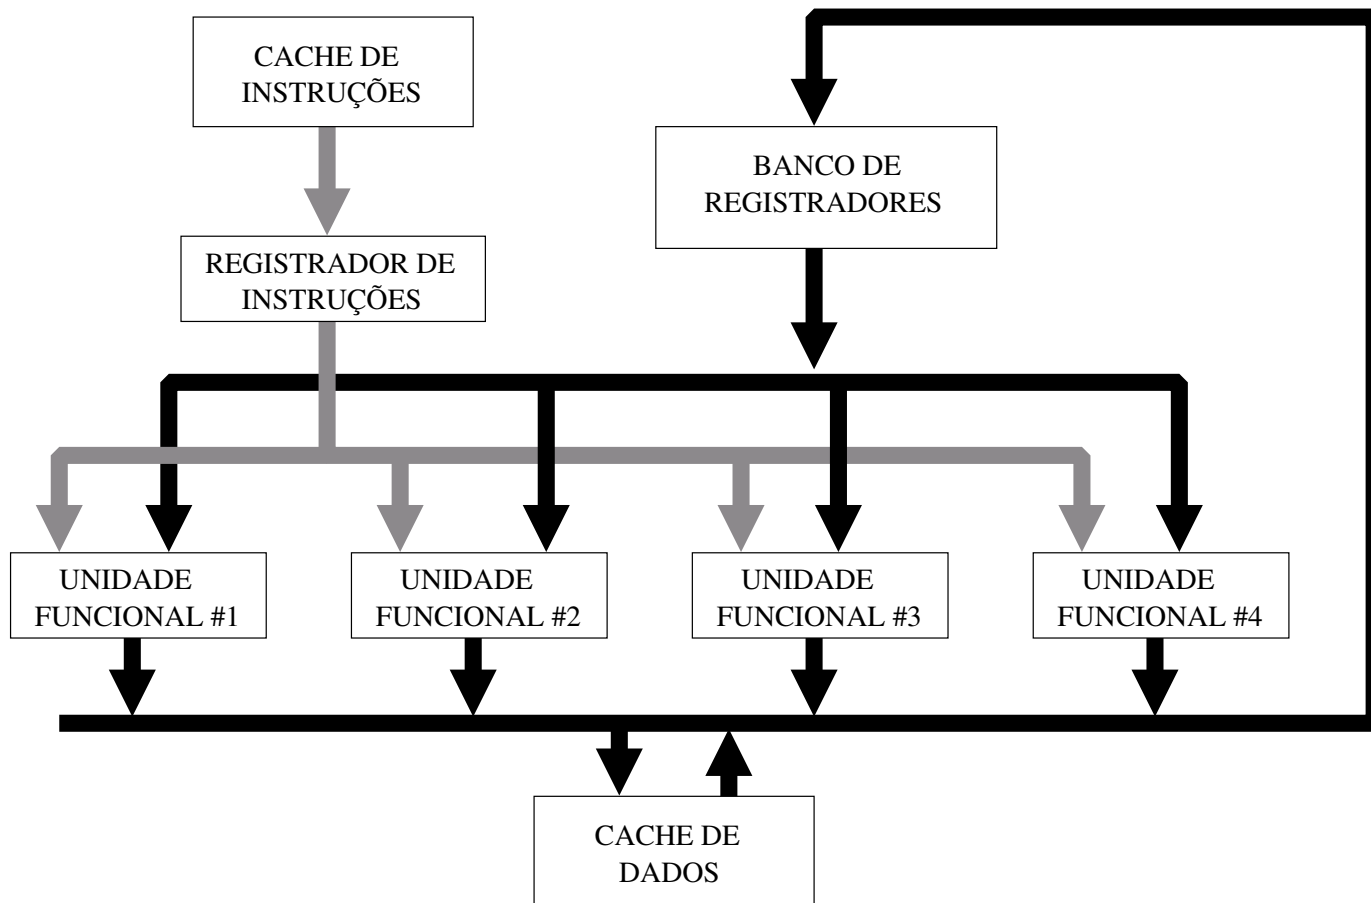 CACHE DE
INSTRUÇÕES
BANCO DE
REGISTRADORES
REGISTRADOR DE
INSTRUÇÕES
UNIDADE
FUNCIONAL #1
UNIDADE
FUNCIONAL #2
UNIDADE
FUNCIONAL #3
UNIDADE
FUNCIONAL #4
CACHE DE
DADOS